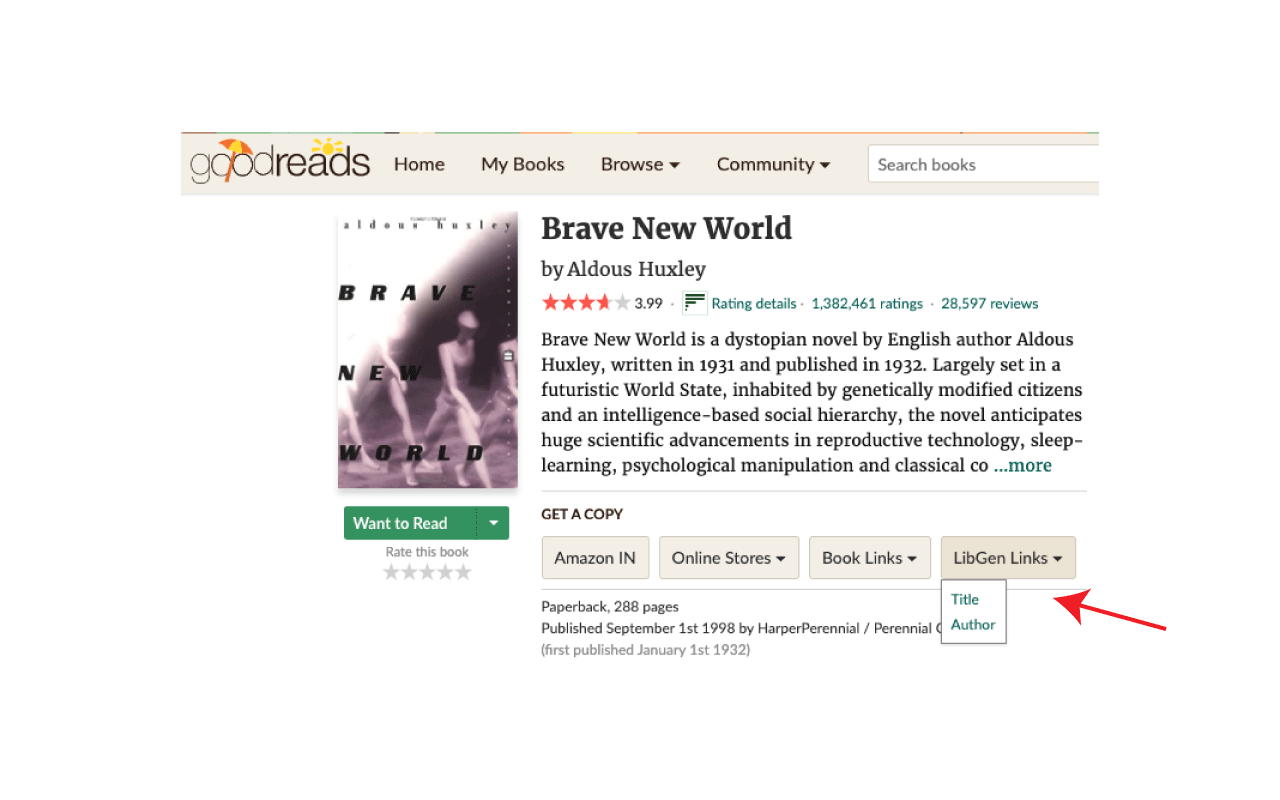 goodreads Home My Books Browse Community Search books
aldous huxley
BRAVE
NEW
WORLD
Want to Read
Rate this book
Brave New World
by Aldous Huxley
3.99 · Rating details · 1,382,461 ratings · 28,597 reviews
Brave New World is a dystopian novel by English author Aldous
Huxley, written in 1931 and published in 1932. Largely set in a
futuristic World State, inhabited by genetically modified citizens
and an intelligence-based social hierarchy, the novel anticipates
huge scientific advancements in reproductive technology, sleep-
learning, psychological manipulation and classical co ...more
GET A COPY
Amazon IN Online Stores Book Links LibGen Links
Title
Author
Paperback, 288 pages
Published September 1st 1998 by HarperPerennial / Perennial
(first published January 1st 1932)